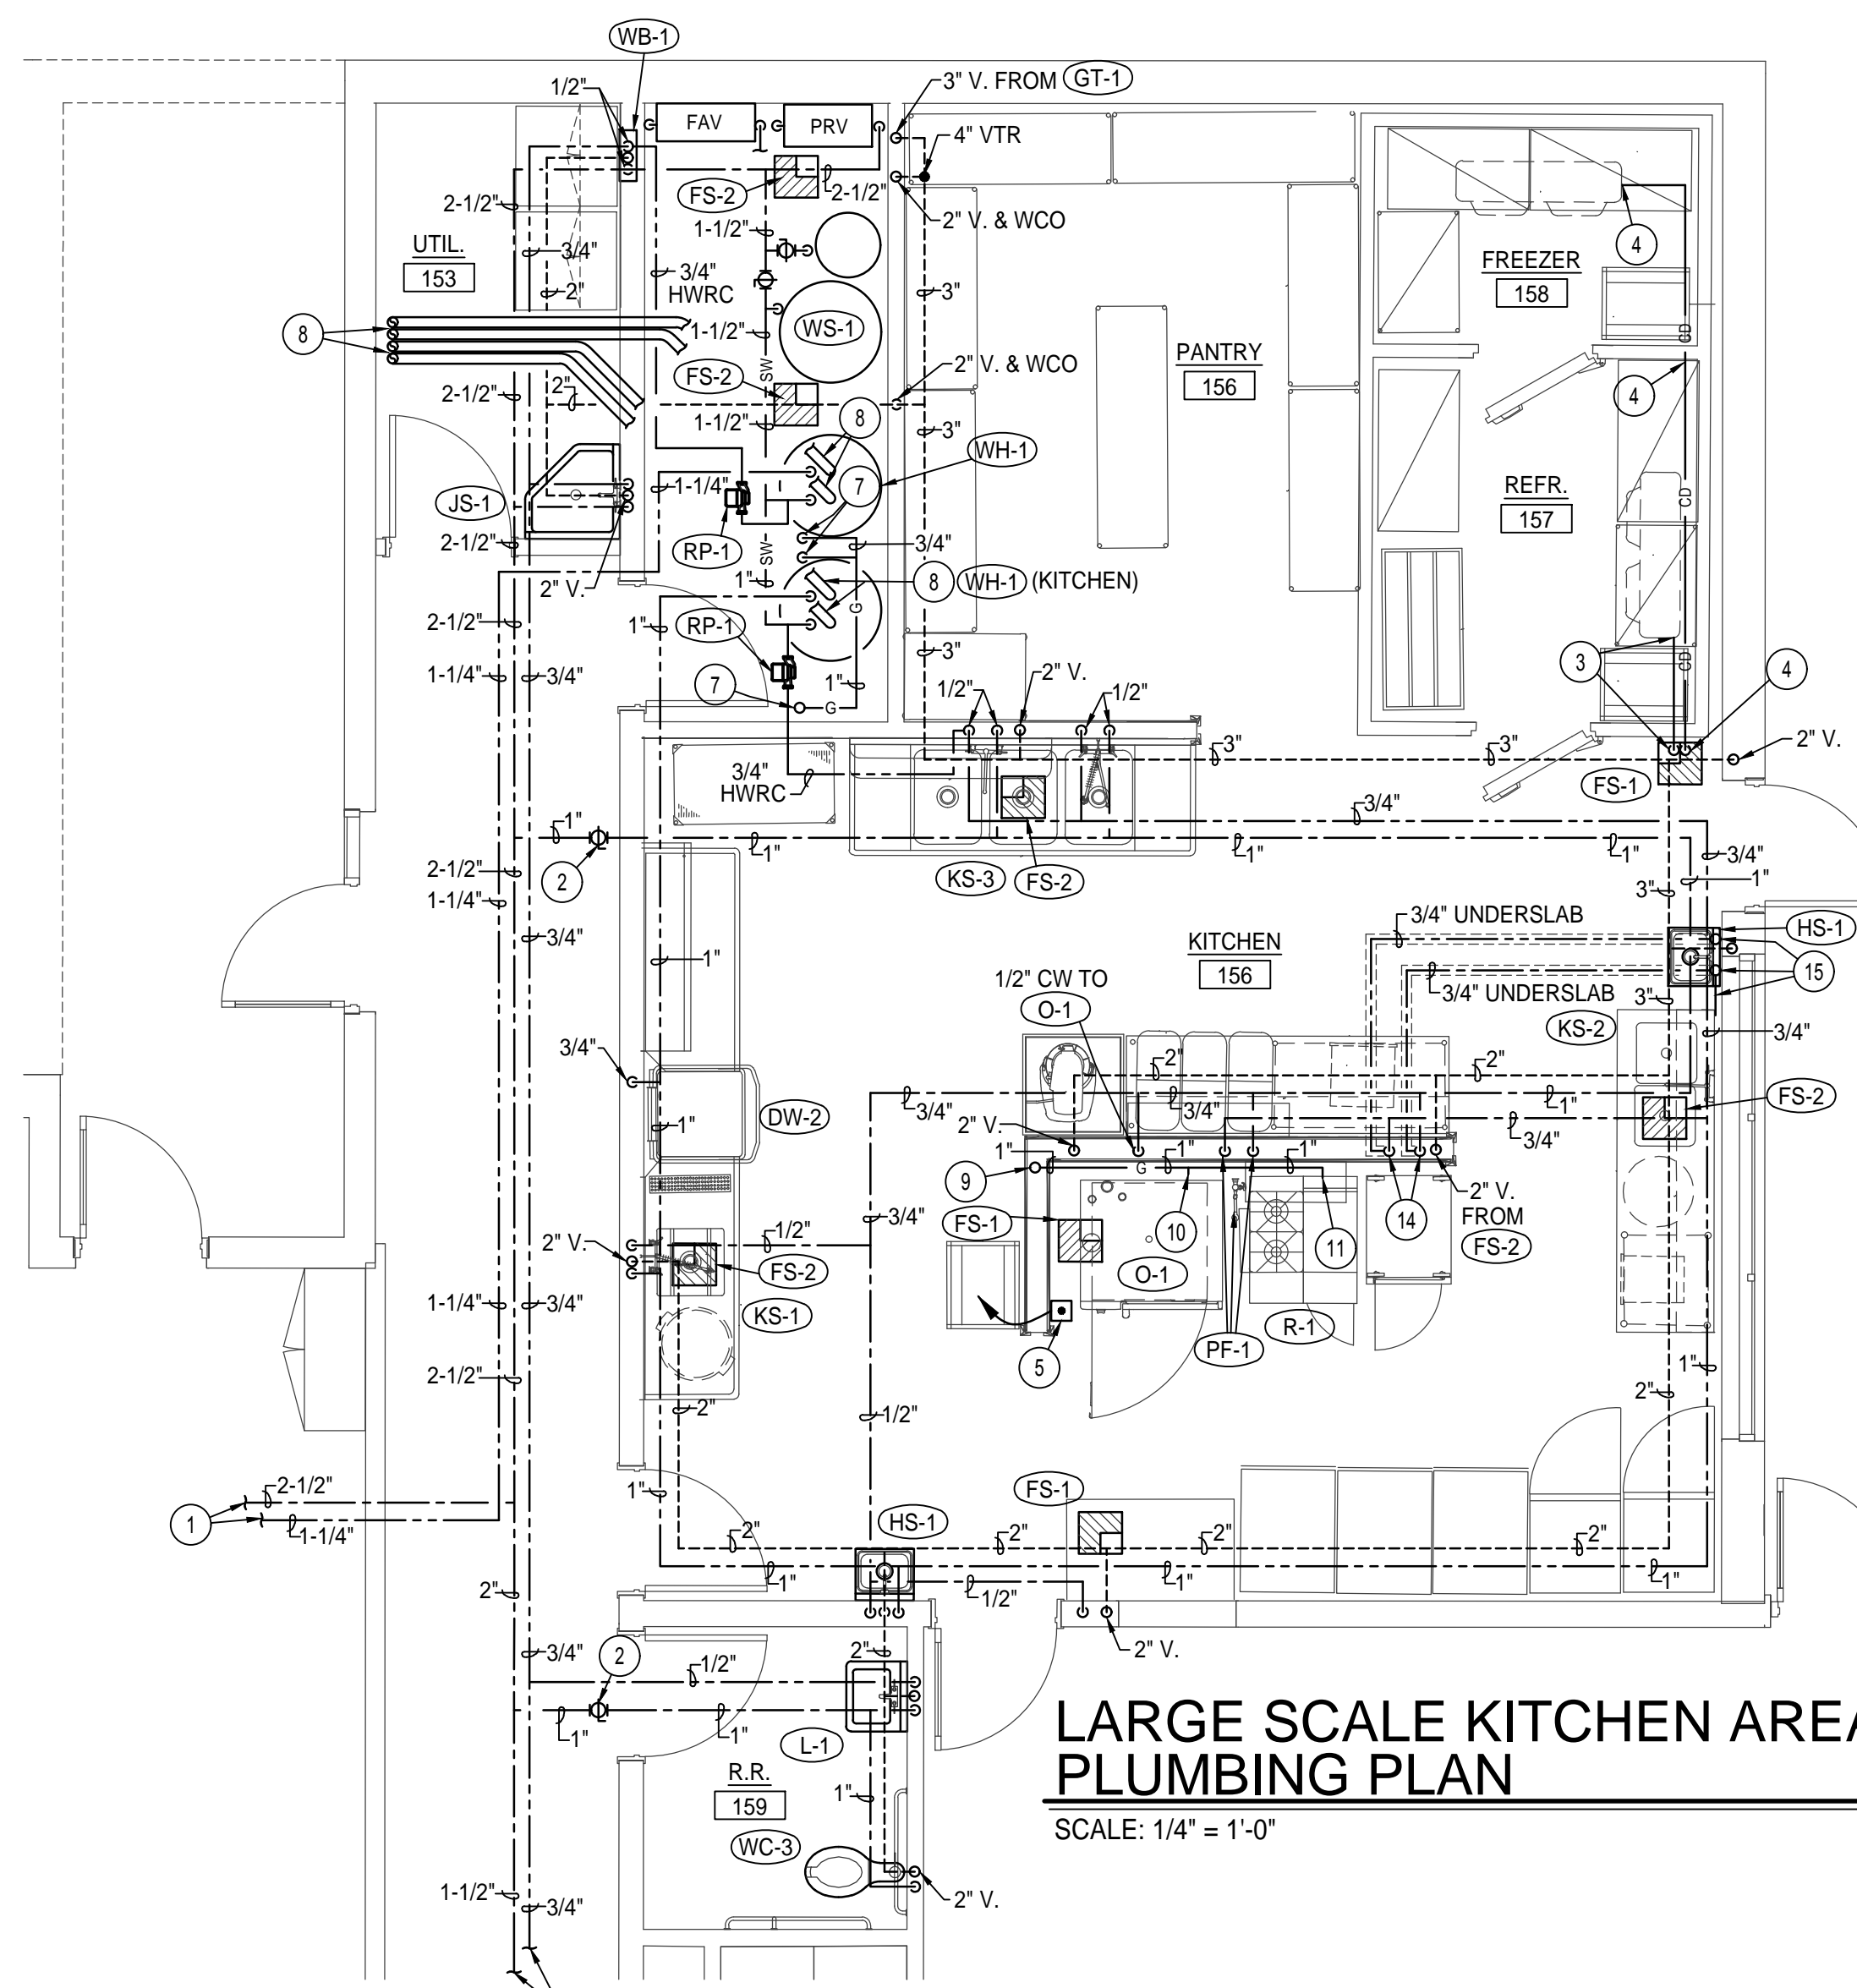 WB-1
1/2"
3" V. FROM GT-1
FAV
PRV
4" VTR
FS-2
2-1/2"
2-1/2"
2" V. & WCO
1-1/2"
UTIL.
153
3/4"
3/4"
HWRC
2"
3"
FREEZER
158
4
8
1-1/2"
WS-1
CD
PANTRY
156
2" V. & WCO
SW
FS-2
2-1/2"
2"
4
1-1/2"
8
3"
WH-1
7
1-1/4"
JS-1
REFR.
157
CD
2-1/2"
RP-1
SW
3/4"
2" V.
1"
8
WH-1
(KITCHEN)
G
2-1/2"
1"
RP-1
3"
3
CD
4
1-1/4"
3/4"
7
1"
G
1/2"
2" V.
1/2"
3"
3"
2" V.
3/4"
HWRC
FS-1
3/4"
1"
1"
1"
1"
2
KS-3
FS-2
3/4"
1"
2-1/2"
1-1/4"
3"
3/4" UNDERSLAB
HS-1
3/4"
KITCHEN
156
1"
15
1/2" CW TO
O-1
3/4" UNDERSLAB
3"
KS-2
3/4"
3/4"
2"
2"
DW-2
1"
3/4"
3/4"
1"
FS-2
2" V.
3/4"
1"
1"
1"
9
G
2" V.
FROM
FS-2
3/4"
FS-1
10
11
14
2" V.
1/2"
FS-2
O-1
1-1/4"
3/4"
KS-1
R-1
PF-1
5
2-1/2"
1"
2"
2"
1/2"
2-1/2"
1
1-1/4"
1"
FS-1
HS-1
2"
2"
2"
2"
1"
1"
1"
2"
1/2"
2" V.
3/4"
2
2"
1/2"
1"
1"
L-1
R.R.
159
1"
WC-3
1-1/2"
3/4"
2" V.
LARGE SCALE KITCHEN AREA
PLUMBING PLAN
SCALE: 1/4" = 1'-0"